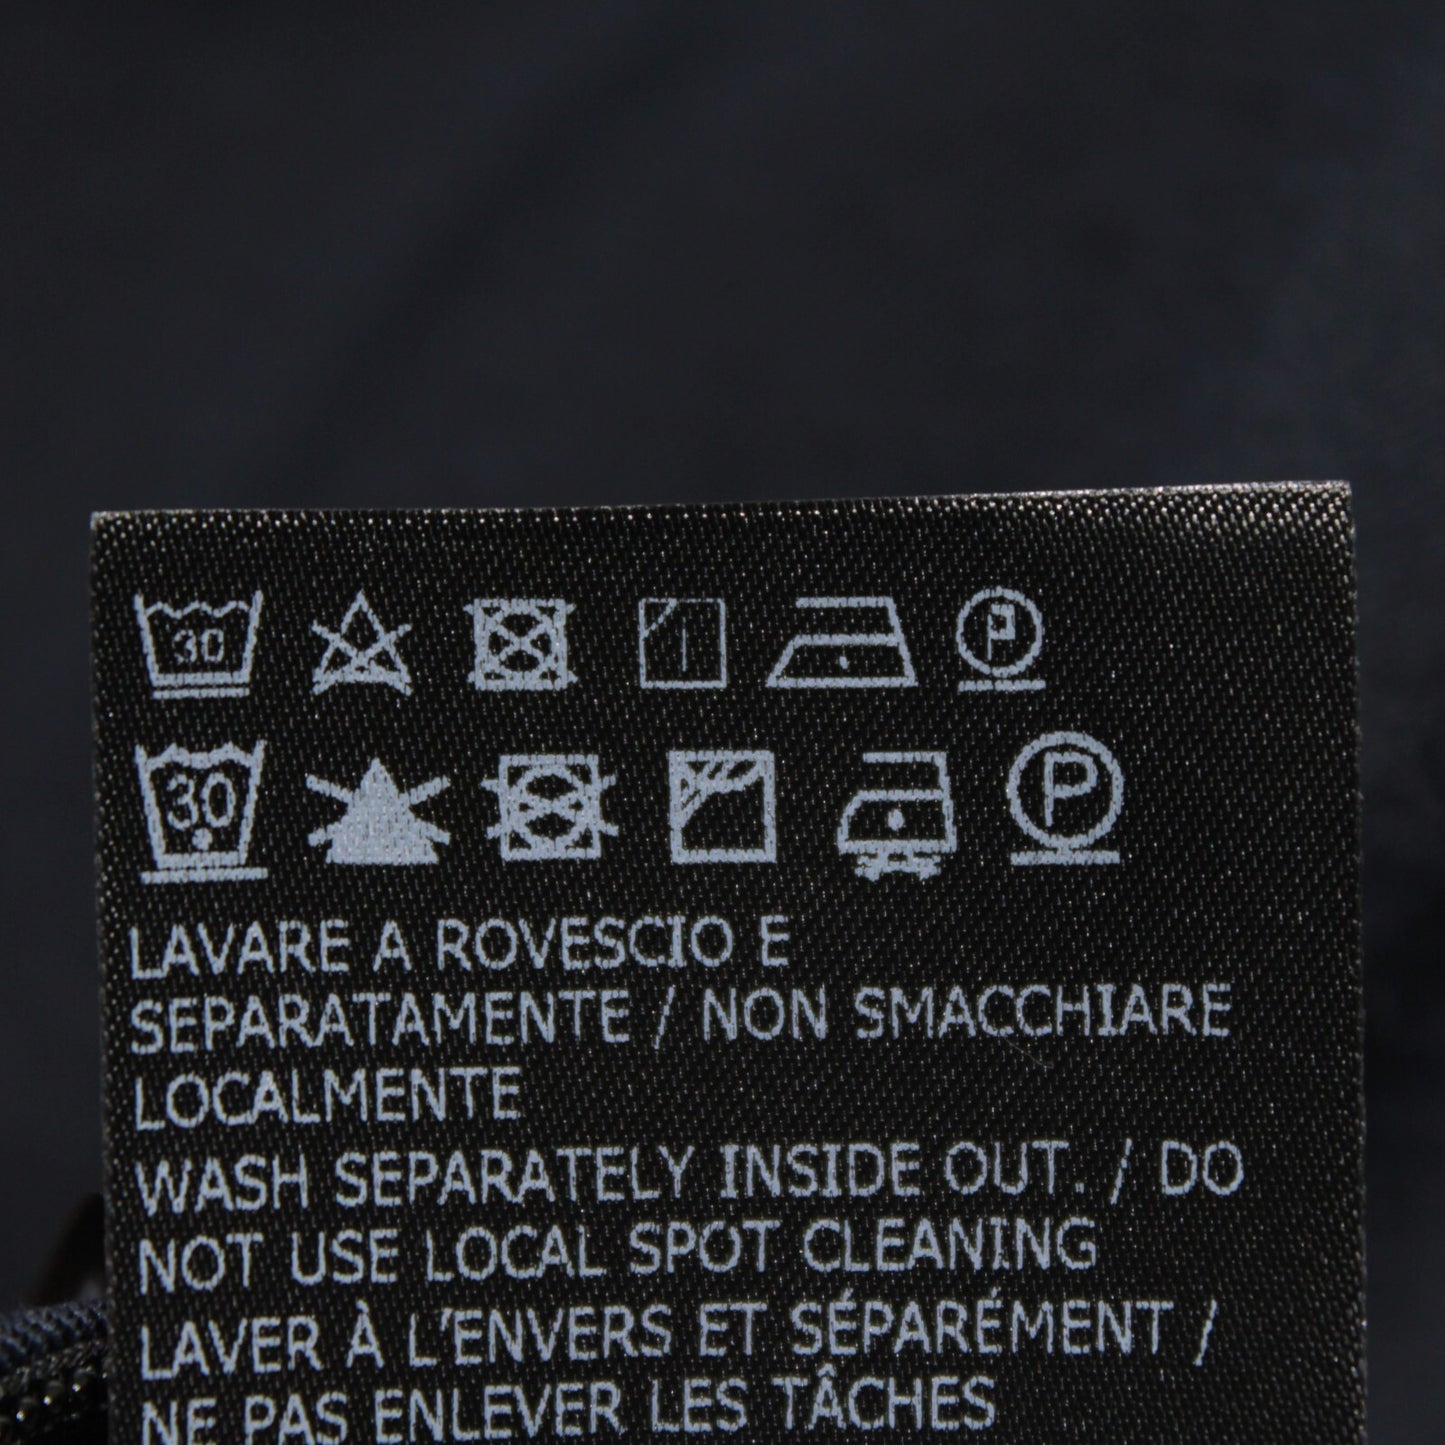 30 P
30 P
LAVARE A ROVESCIO E
SEPARATAMENTE / NON SMACCHIARE
LOCALMENTE
WASH SEPARATELY INSIDE OUT. / DO
NOT USE LOCAL SPOT CLEANING
LAVER À L'ENVERS ET SÉPARÉMENT /
NE PAS ENLEVER LES TÂCHES